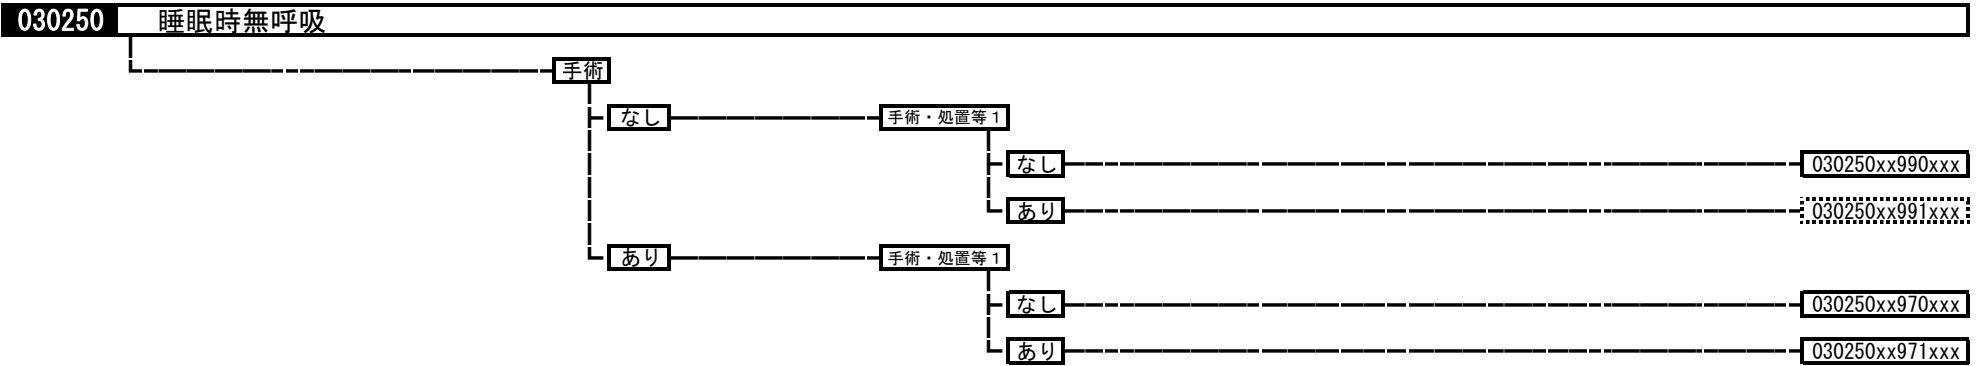 030250 睡眠時無呼吸
手術
なし 手術・処置等１
なし 030250xx990xxx
あり 030250xx991xxx
あり 手術・処置等１
なし 030250xx970xxx
あり 030250xx971xxx